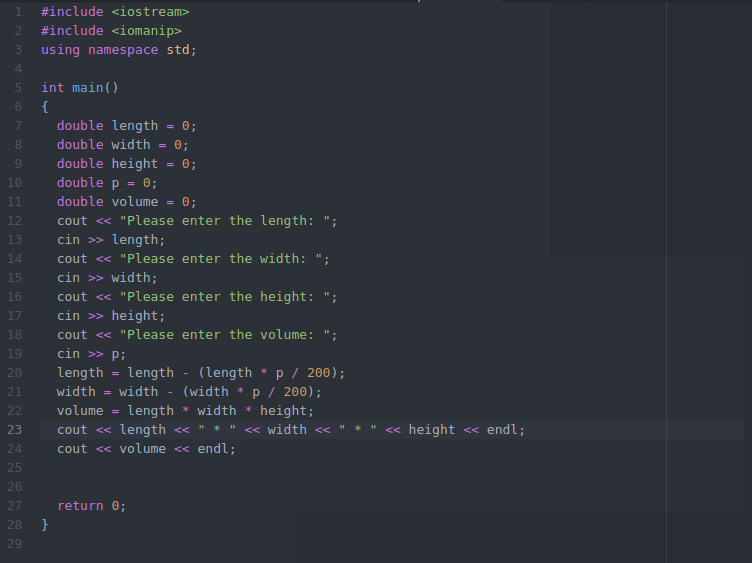 1 #include <iostream>
2 #include <iomanip>
3 using namespace std;
4
5 int main()
6 {
7   double length = 0;
8   double width = 0;
9   double height = 0;
10   double p = 0;
11   double volume = 0;
12   cout << "Please enter the length: ";
13   cin >> length;
14   cout << "Please enter the width: ";
15   cin >> width;
16   cout << "Please enter the height: ";
17   cin >> height;
18   cout << "Please enter the volume: ";
19   cin >> p;
20   length = length - (length * p / 200);
21   width = width - (width * p / 200);
22   volume = length * width * height;
23   cout << length << " * " << width << " * " << height << endl;
24   cout << volume << endl;
25
26
27   return 0;
28 }
29